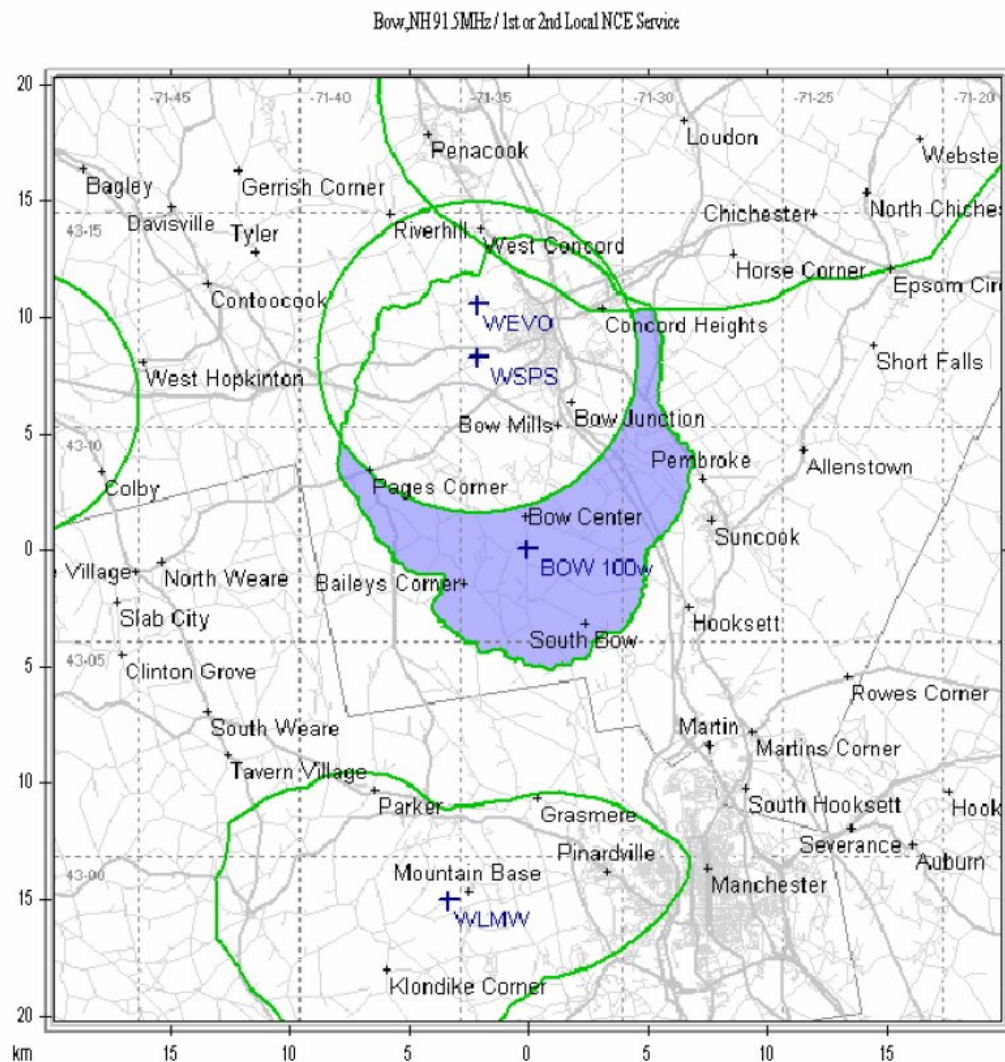 Bow,NH 91.5MHz / 1st or 2nd Local NCE Service
20
-71-45
-71-40
-71-35
-71-30
-71-25
-71-20
Penacook
Loudon
Webste
Bagley
Gerrish Corner
15
Davisville
Chichester
North Chiches
43-15
Tyler
Riverhill
West Concord
Horse Corner
Epsom Circ
Contoocook
10
WEVO
Concord Heights
WSPS
Short Falls
West Hopkinton
5
Bow Mills
Bow Junction
43-10
Pembroke
Allenstown
Colby
Pages Corner
Bow Center
Suncook
0
Village
North Weare
Baileys Corner
BOW 100w
Slab City
South Bow
Hooksett
5
43-05
Clinton Grove
Rowes Corner
South Weare
Martin
Martins Corner
10
Tavern Village
Parker
Grasmere
South Hooksett
Hook
Pinardville
Severance
Auburn
43-00
Mountain Base
Manchester
15
WLMW
Klondike Corner
20
km
15
10
5
0
5
10
15